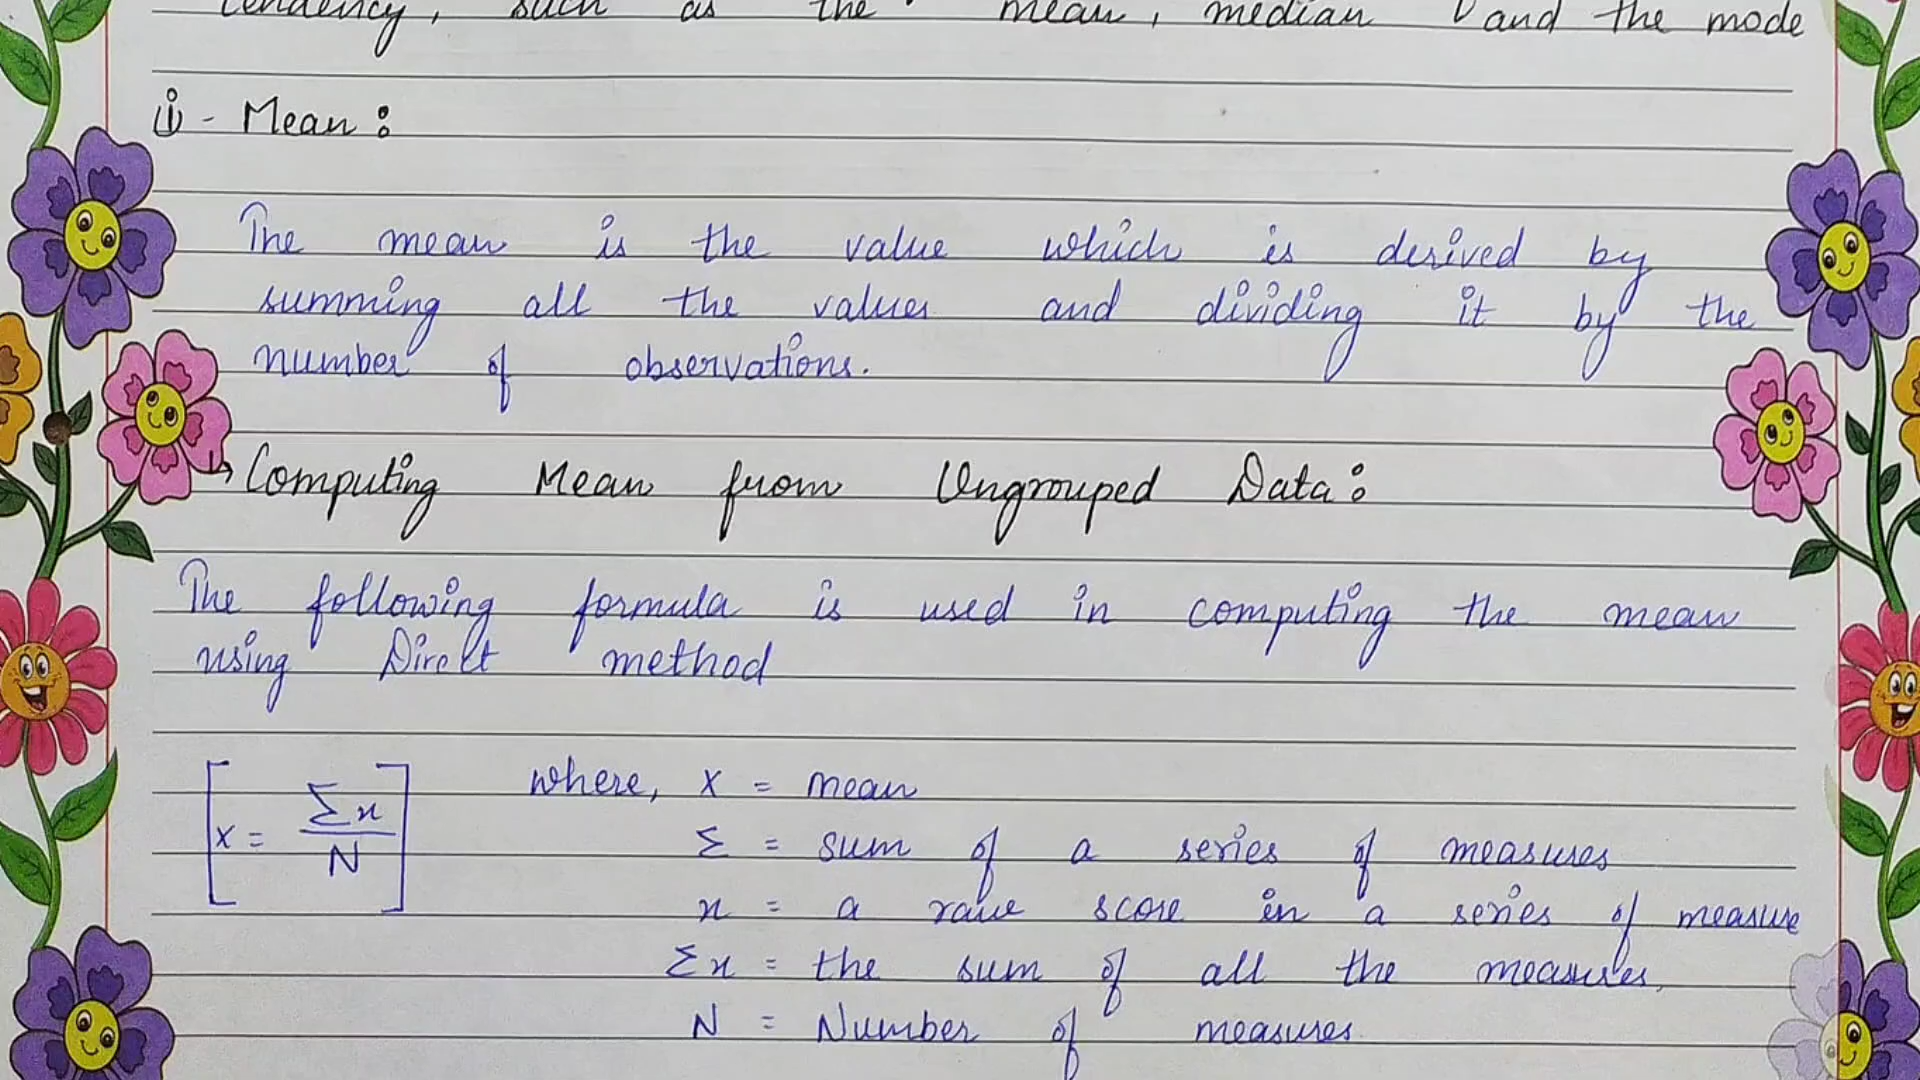 tendency, such as the mean, median and the mode
i - Mean :
The mean is the value which is derived by
summing all the values and dividing it by the
number of observations.
↳ Computing Mean from Ungrouped Data :
The following formula is used in computing the mean
using Direct method
[x = Σx / N] where, x = mean
Σ = sum of a series of measures
x = a raw score in a series of measure
Σx = the sum of all the measures.
N = Number of measures.